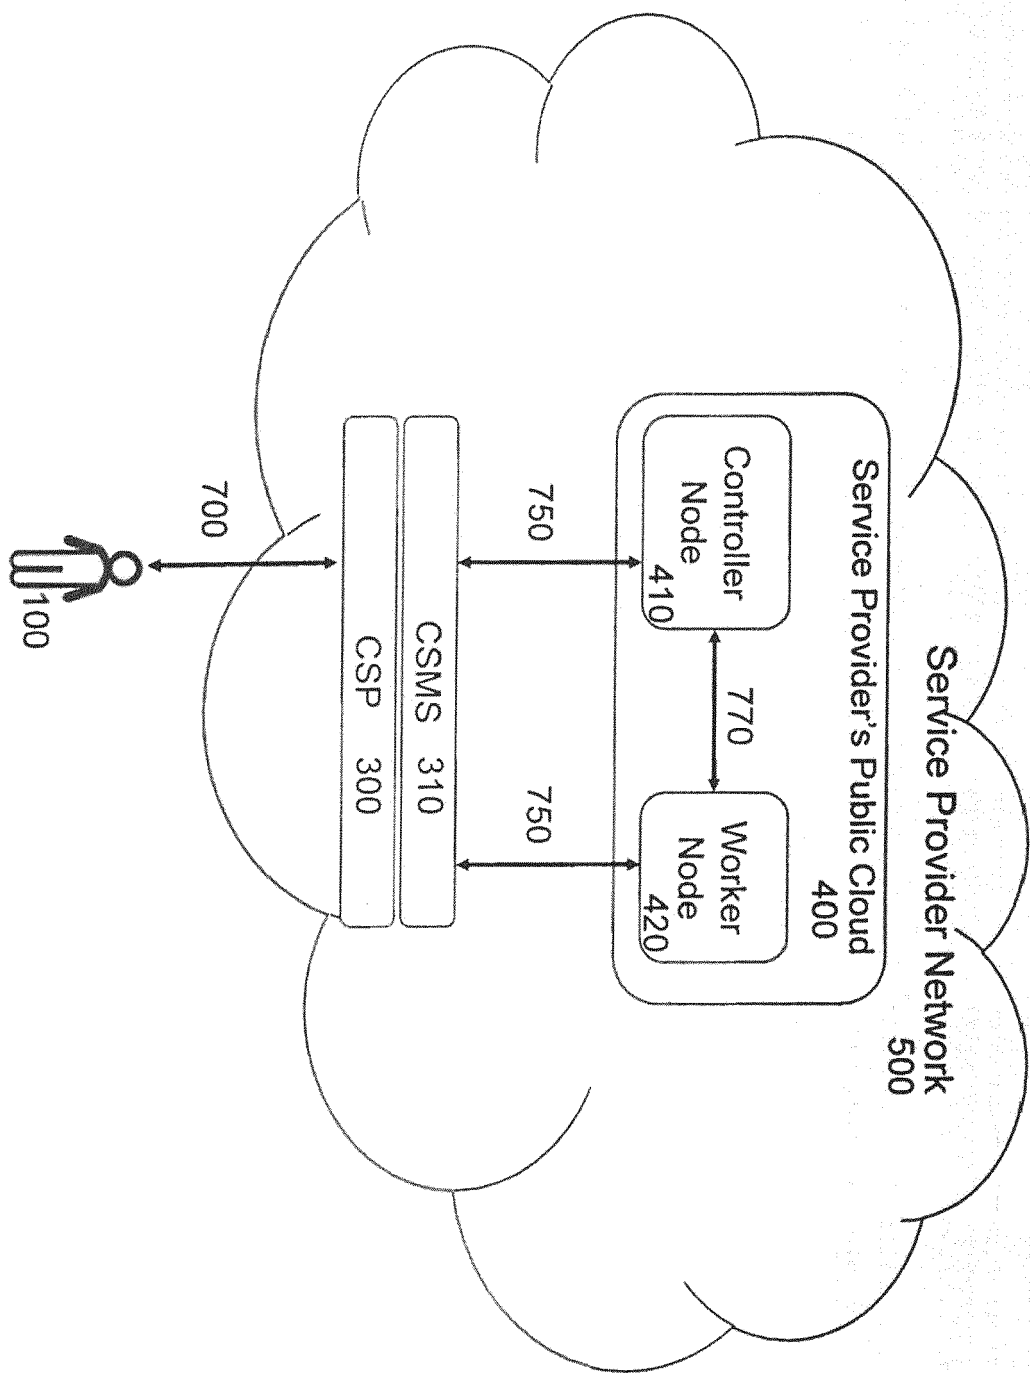 Service Provider Network
500
Service Provider's Public Cloud
400
Controller
Node
410
770
Worker
Node
420
750
750
CSMS 310
CSP 300
700
100